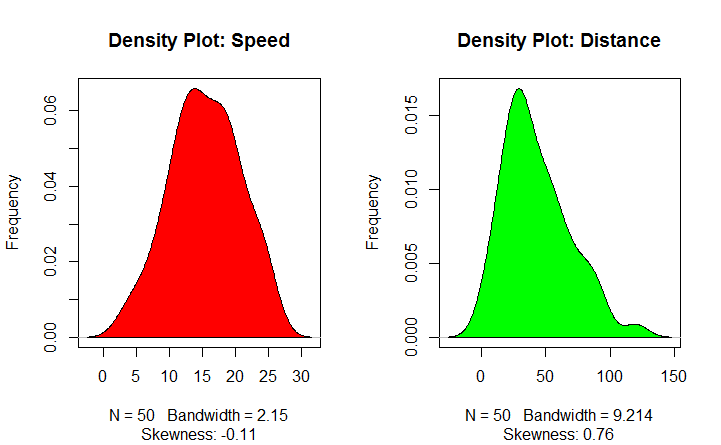 Density Plot: Speed
Frequency
0.00 0.02 0.04 0.06
0 5 10 15 20 25 30
N = 50 Bandwidth = 2.15
Skewness: -0.11
Density Plot: Distance
Frequency
0.000 0.005 0.010 0.015
0 50 100 150
N = 50 Bandwidth = 9.214
Skewness: 0.76